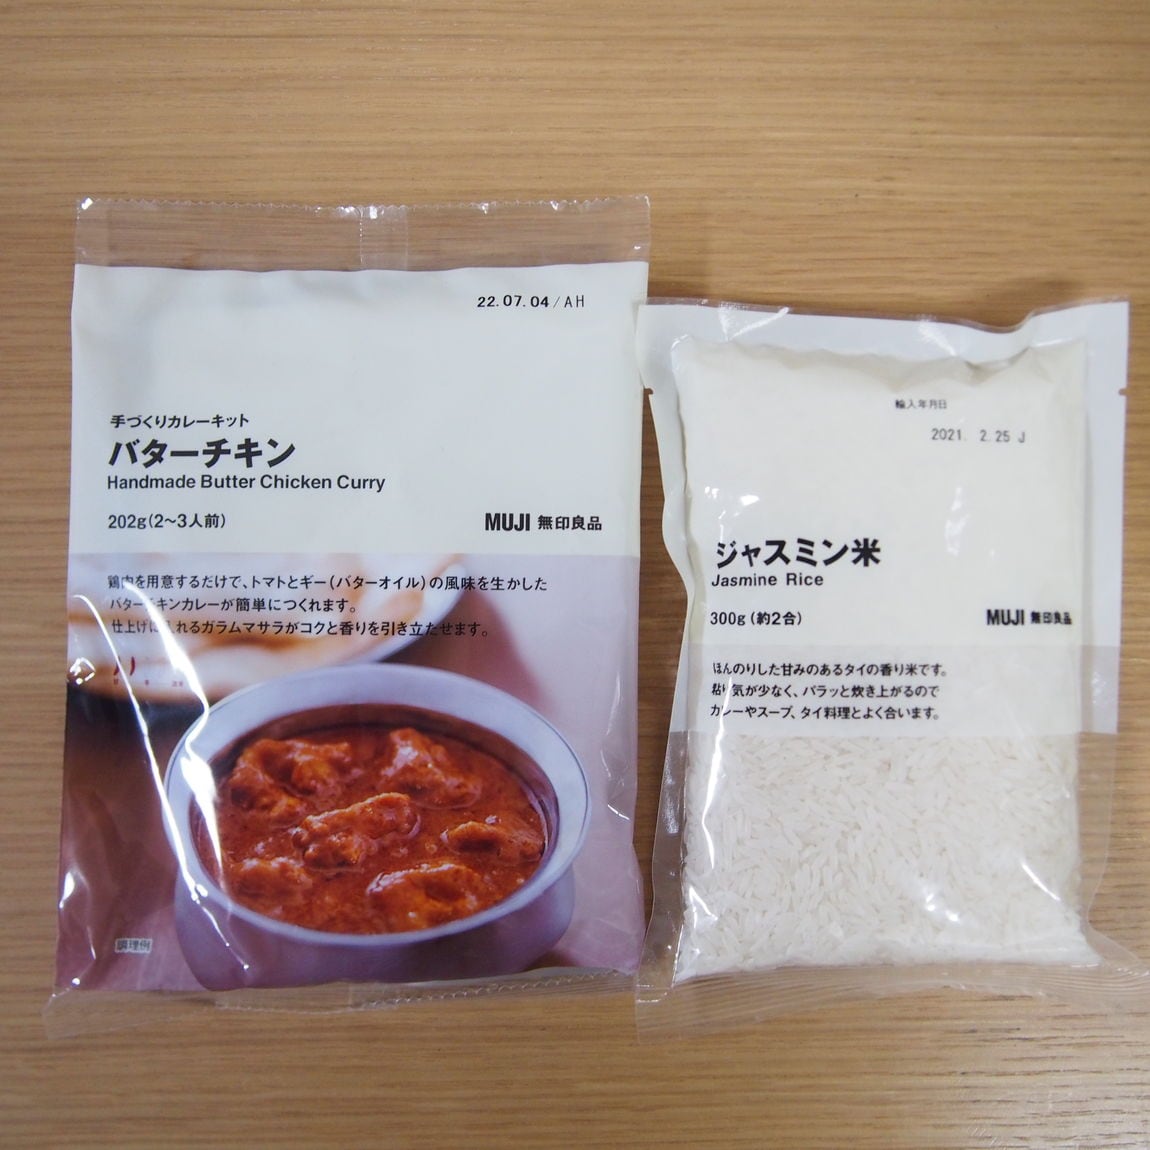 22.07.04/AH
手づくりカレーキット
バターチキン
Handmade Butter Chicken Curry
202g(2〜3人前)
MUJI 無印良品
鶏肉を用意するだけで、トマトとギー(バターオイル)の風味を生かした
バターチキンカレーが簡単につくれます。
仕上げに入れるガラムマサラがコクと香りを引き立たせます。
調理例
輸入年月日
2021. 2.25 J
ジャスミン米
Jasmine Rice
300g(約2合)
MUJI 無印良品
ほんのりした甘みのあるタイの香り米です。
粘り気が少なく、パラッと炊き上がるので
カレーやスープ、タイ料理とよく合います。